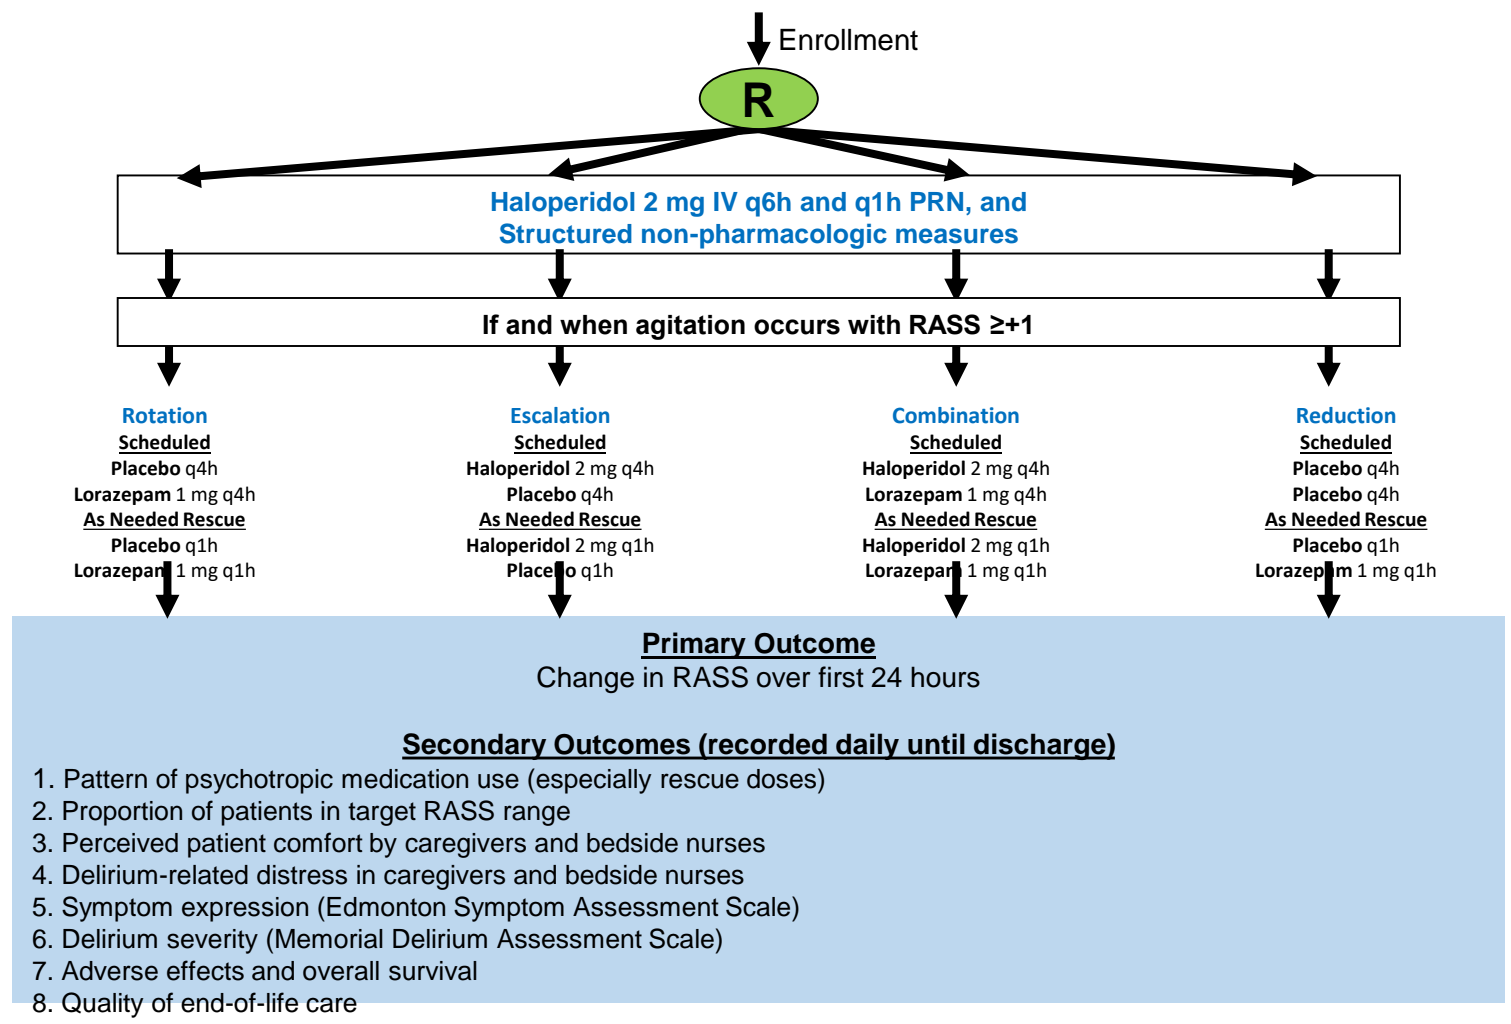 Enrollment
R
Haloperidol 2 mg IV q6h and q1h PRN, and
Structured non-pharmacologic measures
If and when agitation occurs with RASS ≥+1
Rotation
Scheduled
Placebo q4h
Lorazepam 1 mg q4h
As Needed Rescue
Placebo q1h
Lorazepam 1 mg q1h
Escalation
Scheduled
Haloperidol 2 mg q4h
Placebo q4h
As Needed Rescue
Haloperidol 2 mg q1h
Placebo q1h
Combination
Scheduled
Haloperidol 2 mg q4h
Lorazepam 1 mg q4h
As Needed Rescue
Haloperidol 2 mg q1h
Lorazepam 1 mg q1h
Reduction
Scheduled
Placebo q4h
Placebo q4h
As Needed Rescue
Placebo q1h
Lorazepam 1 mg q1h
Primary Outcome
Change in RASS over first 24 hours
Secondary Outcomes (recorded daily until discharge)
1. Pattern of psychotropic medication use (especially rescue doses)
2. Proportion of patients in target RASS range
3. Perceived patient comfort by caregivers and bedside nurses
4. Delirium-related distress in caregivers and bedside nurses
5. Symptom expression (Edmonton Symptom Assessment Scale)
6. Delirium severity (Memorial Delirium Assessment Scale)
7. Adverse effects and overall survival
8. Quality of end-of-life care